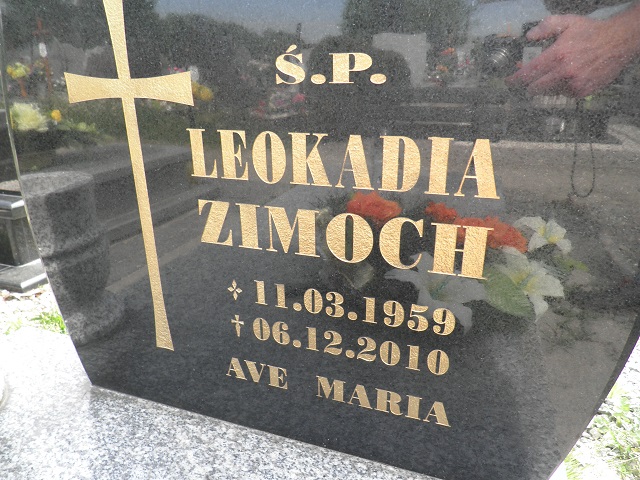 Ś.P.
LEOKADIA
ZIMOCH
11.03.1959
✝ 06.12.2010
AVE MARIA